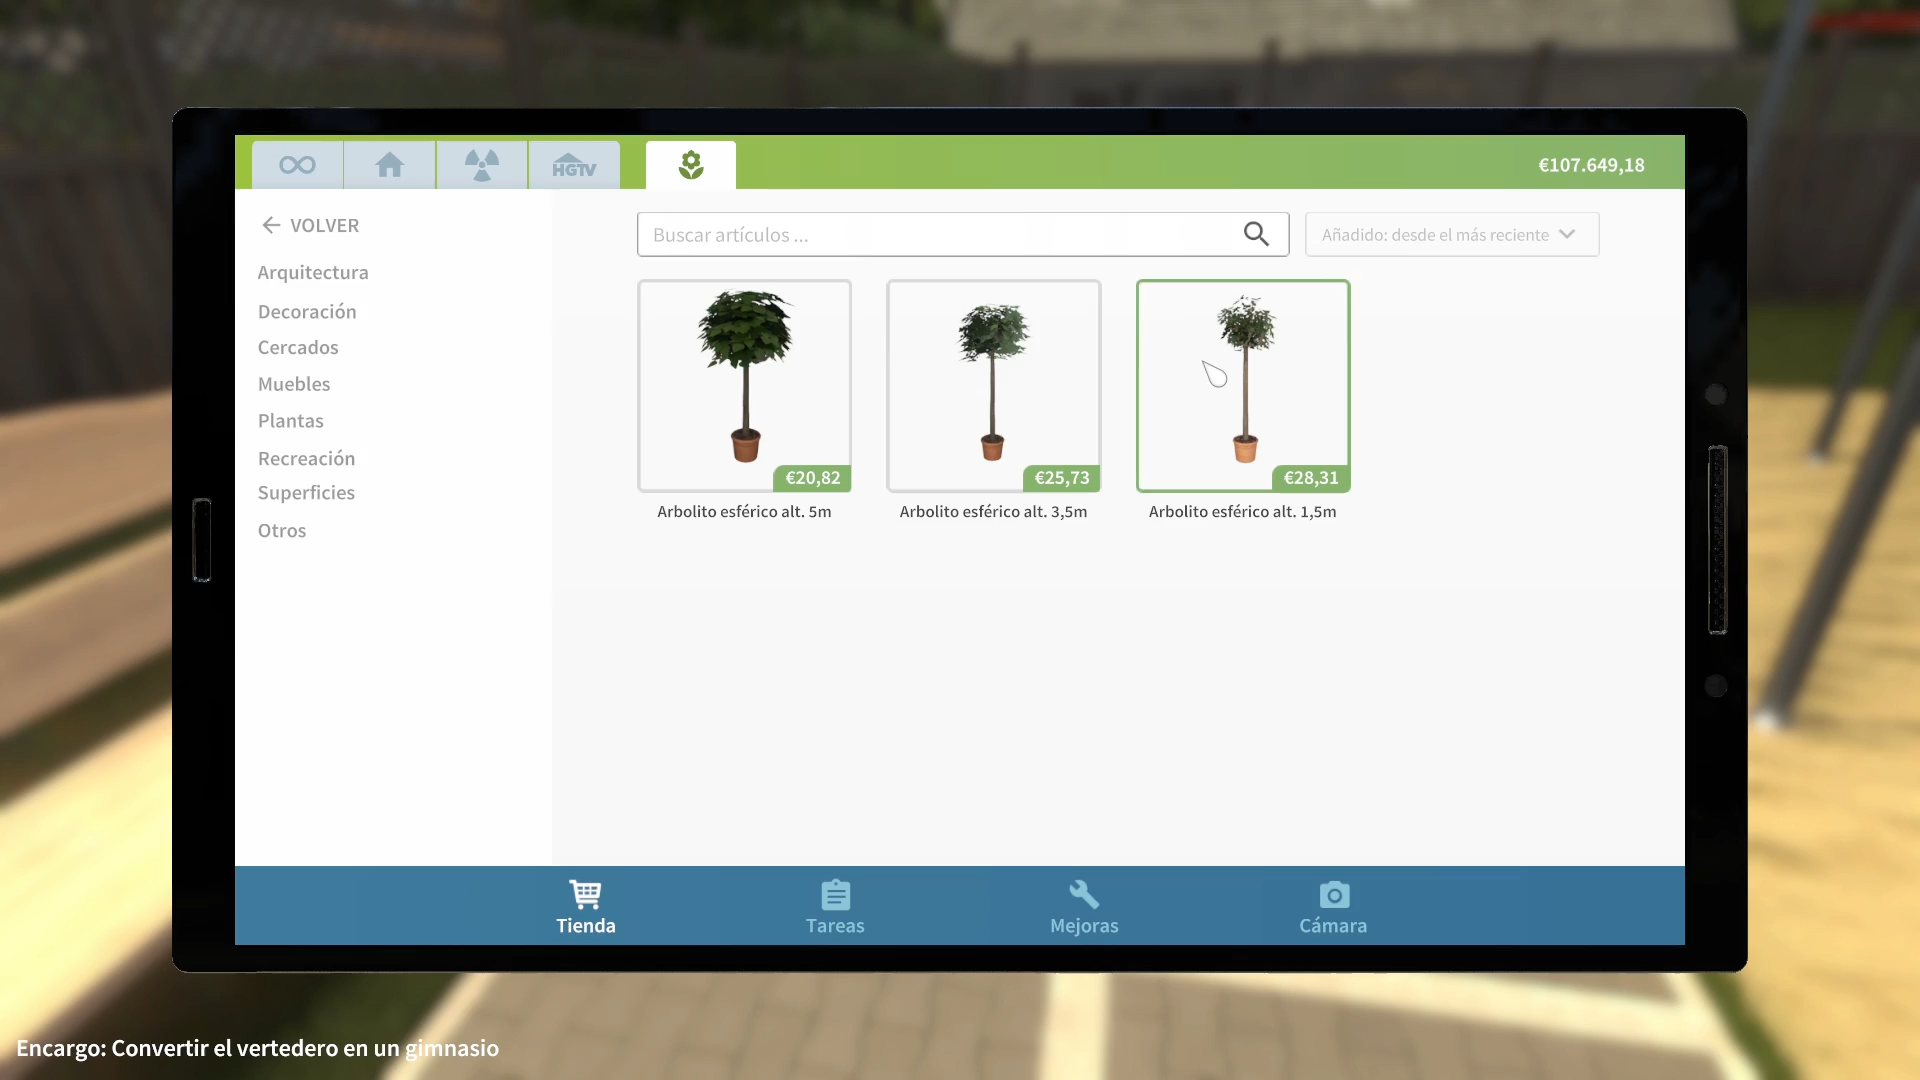 HGTV
€107.649,18
VOLVER
Buscar artículos ...
Añadido: desde el más reciente
Arquitectura
Decoración
Cercados
Muebles
Plantas
Recreación
Superficies
Otros
€20,82
€25,73
€28,31
Arbolito esférico alt. 5m
Arbolito esférico alt. 3,5m
Arbolito esférico alt. 1,5m
Tienda
Tareas
Mejoras
Cámara
Encargo: Convertir el vertedero en un gimnasio